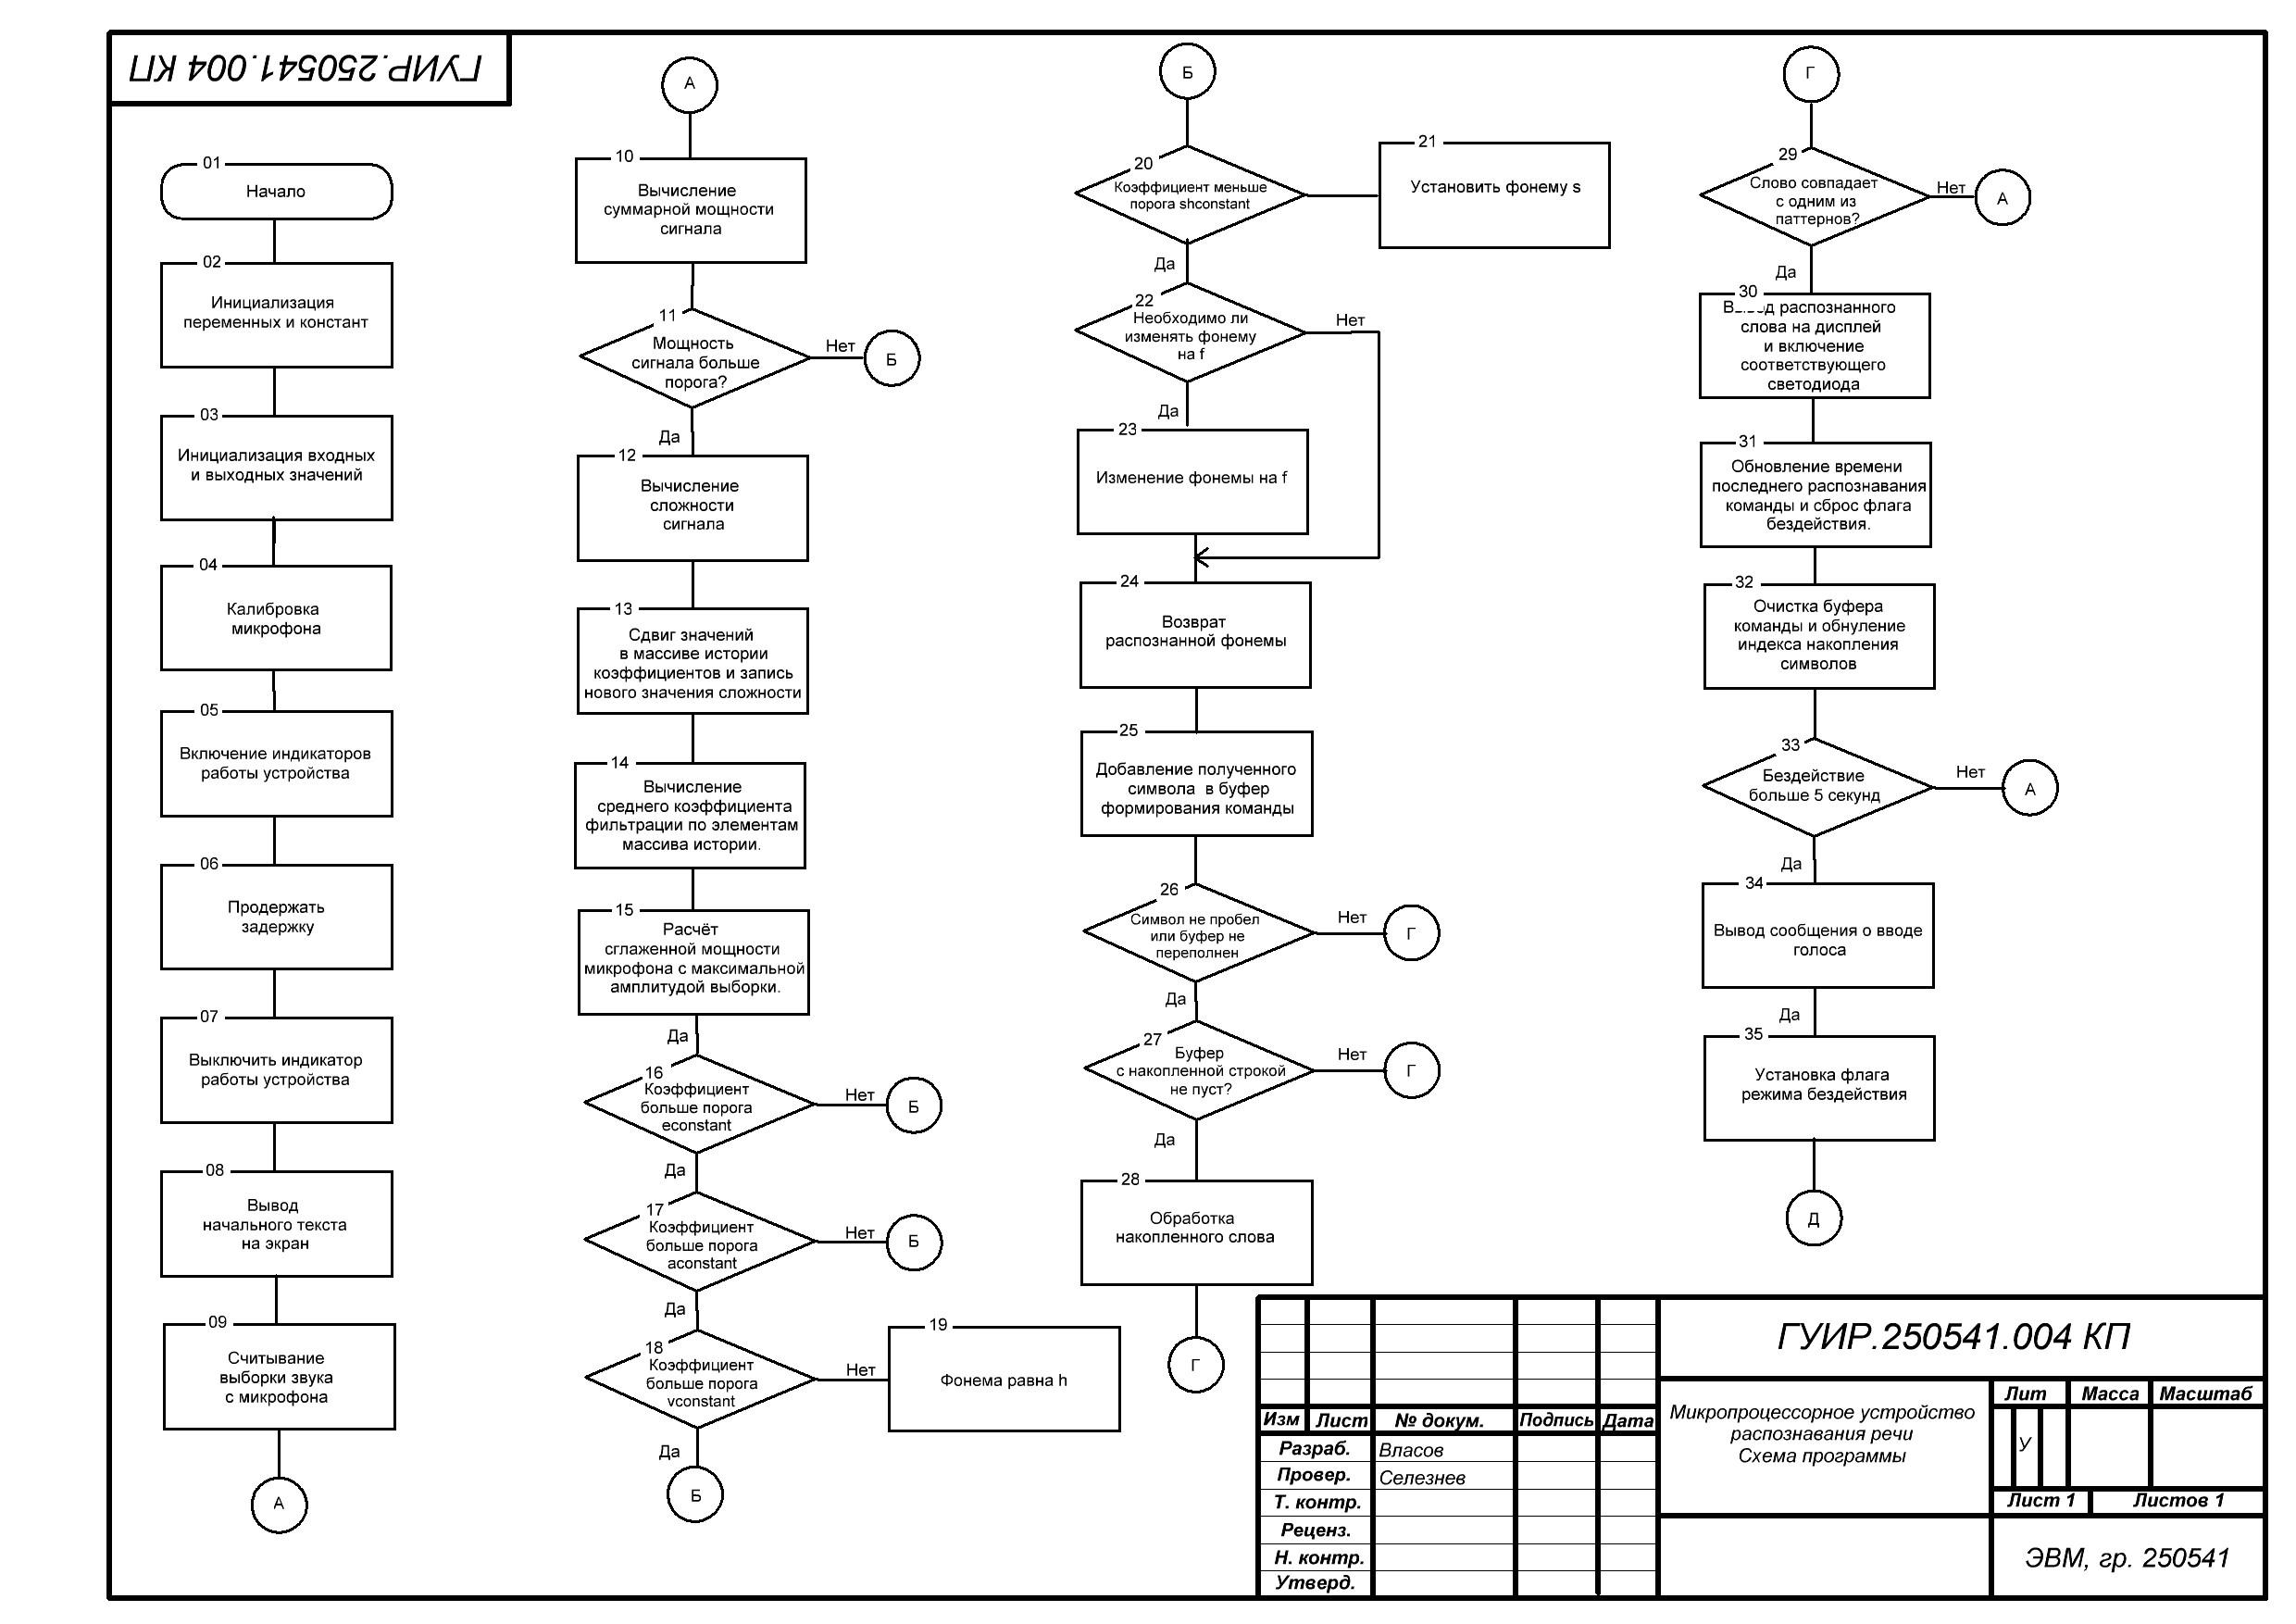 ГУИР.250541.004 КП
01
Начало
02
Инициализация
переменных и констант
03
Инициализация входных
и выходных значений
04
Калибровка
микрофона
05
Включение индикаторов
работы устройства
06
Продержать
задержку
07
Выключить индикатор
работы устройства
08
Вывод
начального текста
на экран
09
Считывание
выборки звука
с микрофона
А
А
10
Вычисление
суммарной мощности
сигнала
11
Мощность
сигнала больше
порога?
Нет
Б
Да
12
Вычисление
сложности
сигнала
13
Сдвиг значений
в массиве истории
коэффициентов и запись
нового значения сложности
14
Вычисление
среднего коэффициента
фильтрации по элементам
массива истории.
15
Расчёт
сглаженной мощности
микрофона с максимальной
амплитудой выборки.
Да
16
Коэффициент
больше порога
econstant
Нет
Б
Да
17
Коэффициент
больше порога
aconstant
Нет
Б
Да
18
Коэффициент
больше порога
vconstant
Нет
19
Фонема равна h
Да
Б
Б
20
Коэффициент меньше
порога shconstant
21
Установить фонему s
Да
22
Необходимо ли
изменять фонему
на f
Нет
Да
23
Изменение фонемы на f
24
Возврат
распознанной фонемы
25
Добавление полученного
символа в буфер
формирования команды
26
Символ не пробел
или буфер не
переполнен
Нет
Г
Да
27
Буфер
с накопленной строкой
не пуст?
Нет
Г
Да
28
Обработка
накопленного слова
Г
Г
29
Слово совпадает
с одним из
паттернов?
Нет
А
Да
30
Вывод распознанного
слова на дисплей
и включение
соответствующего
светодиода
31
Обновление времени
последнего распознавания
команды и сброс флага
бездействия.
32
Очистка буфера
команды и обнуление
индекса накопления
символов
33
Бездействие
больше 5 секунд
Нет
А
Да
34
Вывод сообщения о вводе
голоса
Да
35
Установка флага
режима бездействия
Д
ГУИР.250541.004 КП
Изм Лист № докум. Подпись Дата
Разраб. Власов
Провер. Селезнев
Т. контр.
Реценз.
Н. контр.
Утверд.
Микропроцессорное устройство
распознавания речи
Схема программы
Лит Масса Масштаб
У
Лист 1 Листов 1
ЭВМ, гр. 250541